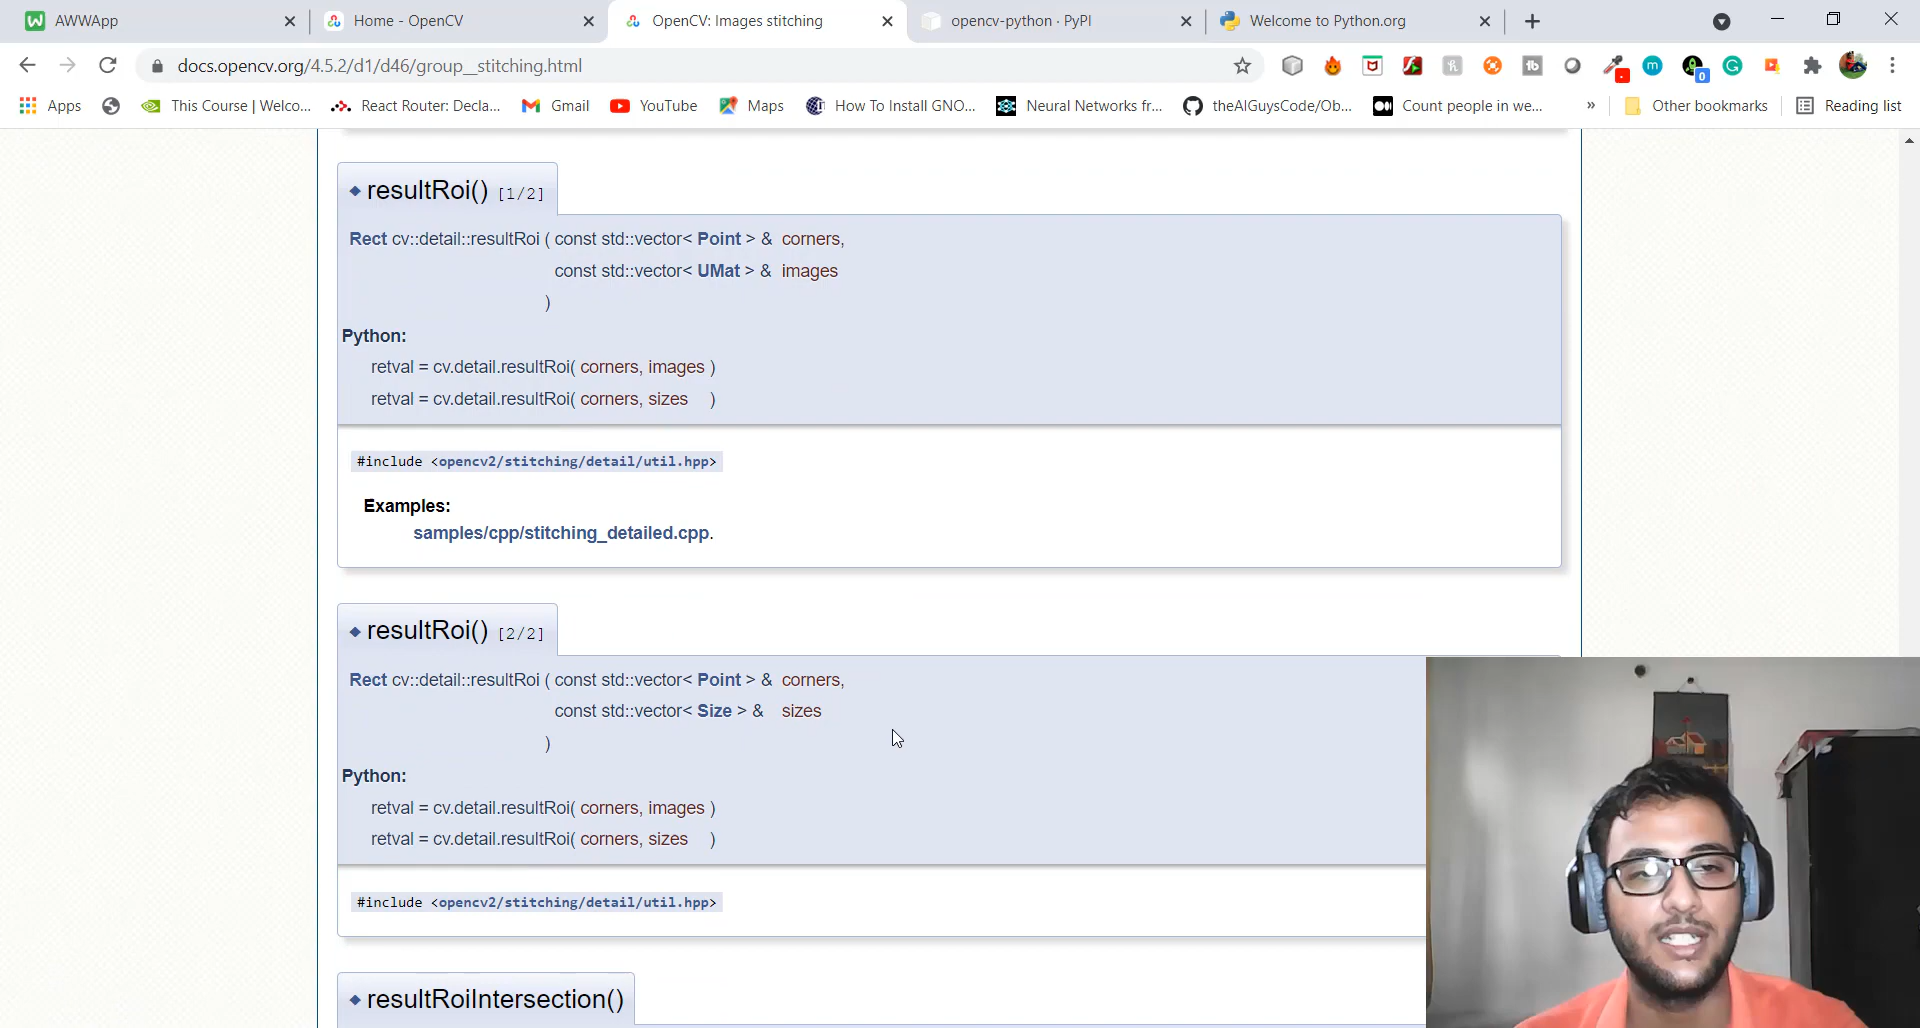 AWWApp
Home - OpenCV
OpenCV: Images stitching
opencv-python · PyPI
Welcome to Python.org
docs.opencv.org/4.5.2/d1/d46/group__stitching.html
Apps
This Course | Welco...
React Router: Decla...
Gmail
YouTube
Maps
How To Install GNO...
Neural Networks fr...
theAIGuysCode/Ob...
Count people in we...
»
Other bookmarks
Reading list
resultRoi() [1/2]
Rect cv::detail::resultRoi ( const std::vector< Point > & corners,
const std::vector< UMat > & images
)
Python:
retval = cv.detail.resultRoi( corners, images )
retval = cv.detail.resultRoi( corners, sizes )
#include <opencv2/stitching/detail/util.hpp>
Examples:
samples/cpp/stitching_detailed.cpp.
resultRoi() [2/2]
Rect cv::detail::resultRoi ( const std::vector< Point > & corners,
const std::vector< Size > & sizes
)
Python:
retval = cv.detail.resultRoi( corners, images )
retval = cv.detail.resultRoi( corners, sizes )
#include <opencv2/stitching/detail/util.hpp>
resultRoiIntersection()